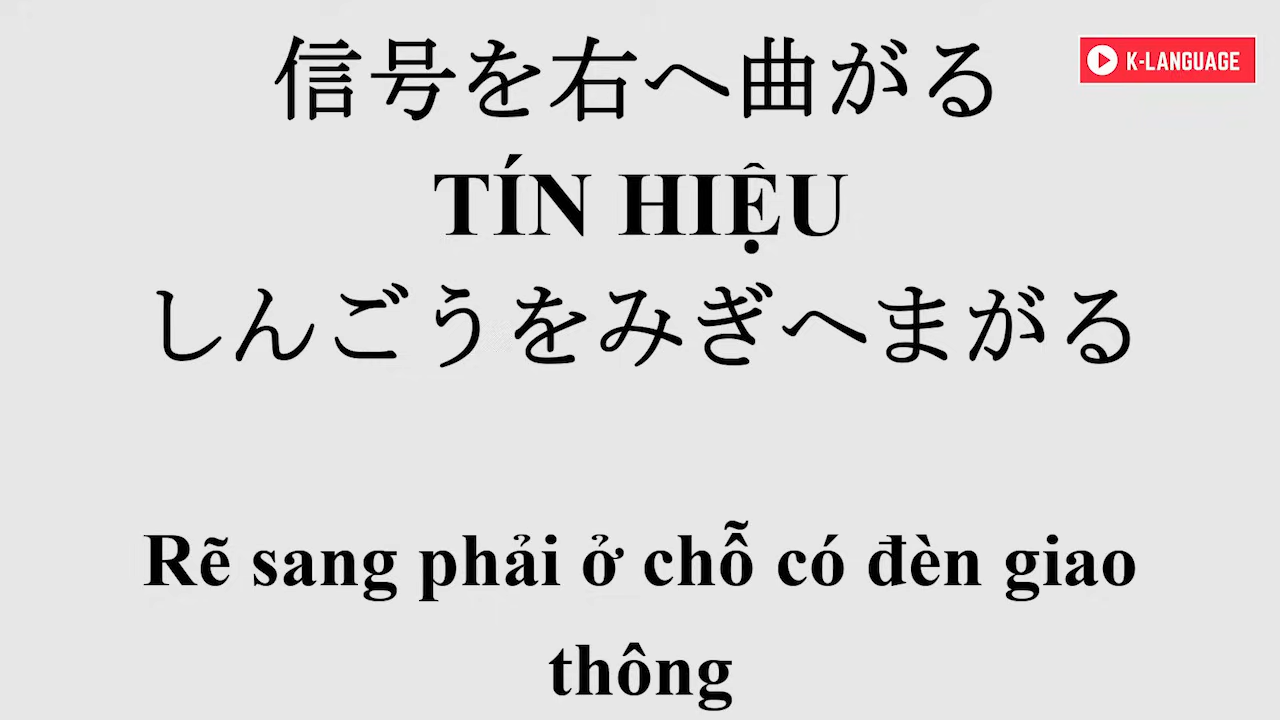 信号を右へ曲がる
K-LANGUAGE
TÍN HIỆU
しんごうをみぎへまがる
Rẽ sang phải ở chỗ có đèn giao
thông